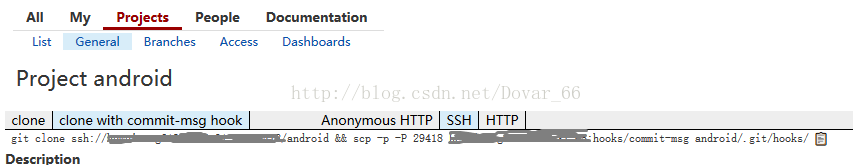 All My Projects People Documentation
List General Branches Access Dashboards
Project android
http://blog.csdn.net/Dovar_66
clone clone with commit-msg hook Anonymous HTTP SSH HTTP
git clone ssh:// /android && scp -p -P 29418 :hooks/commit-msg android/.git/hooks/
Description